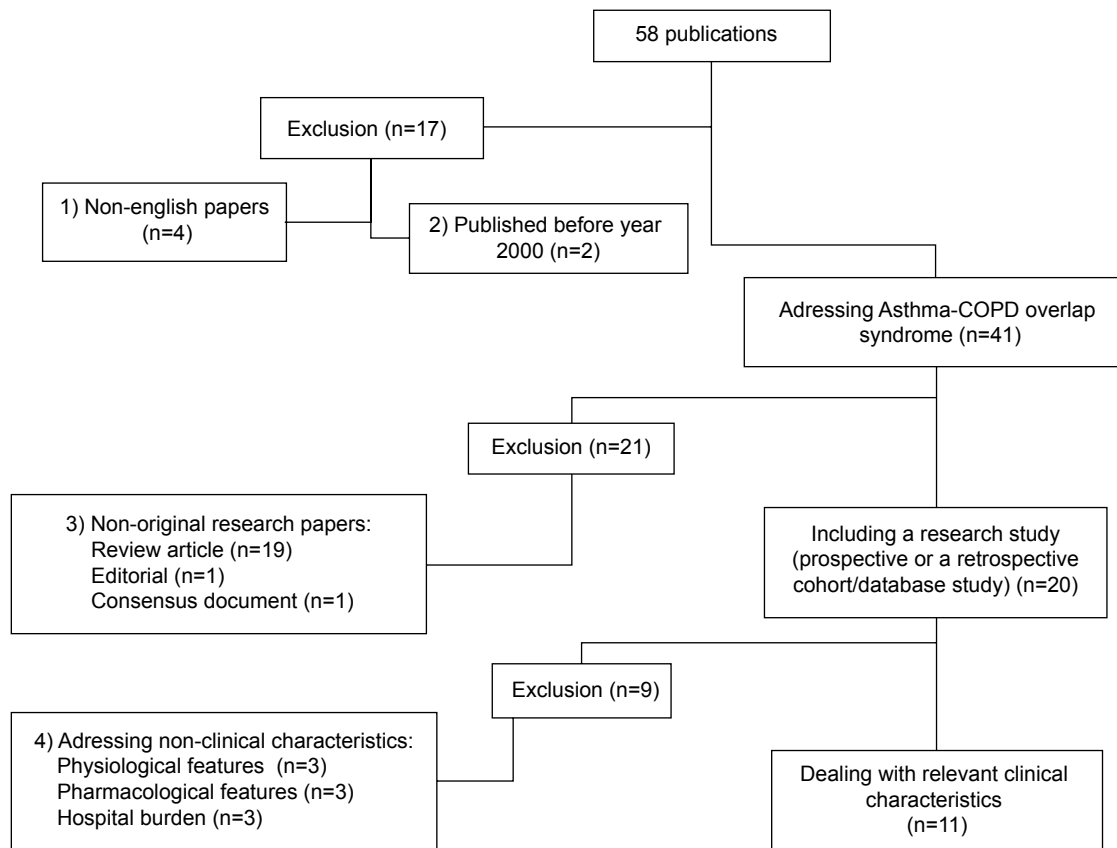 58 publications
Exclusion (n=17)
1) Non-english papers
(n=4)
2) Published before year
2000 (n=2)
Adressing Asthma-COPD overlap
syndrome (n=41)
Exclusion (n=21)
3) Non-original research papers:
Review article (n=19)
Editorial (n=1)
Consensus document (n=1)
Including a research study
(prospective or a retrospective
cohort/database study) (n=20)
Exclusion (n=9)
4) Adressing non-clinical characteristics:
Physiological features (n=3)
Pharmacological features (n=3)
Hospital burden (n=3)
Dealing with relevant clinical
characteristics
(n=11)